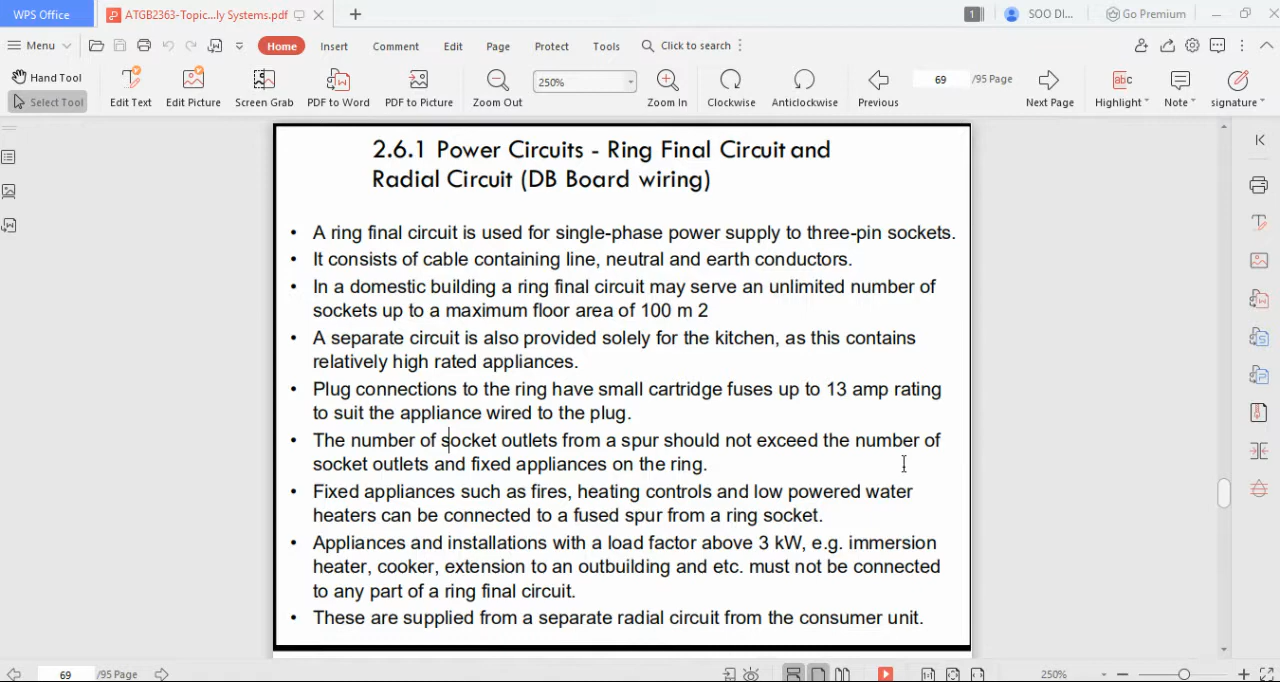 WPS Office
ATGB2363-Topic...ly Systems.pdf
1
SOO DI...
Go Premium
Menu
Home
Insert
Comment
Edit
Page
Protect
Tools
Click to search
Hand Tool
Select Tool
Edit Text
Edit Picture
Screen Grab
PDF to Word
PDF to Picture
Zoom Out
250%
Zoom In
Clockwise
Anticlockwise
Previous
69
/95 Page
Next Page
abc
Highlight
Note
signature
2.6.1 Power Circuits - Ring Final Circuit and
Radial Circuit (DB Board wiring)
• A ring final circuit is used for single-phase power supply to three-pin sockets.
• It consists of cable containing line, neutral and earth conductors.
• In a domestic building a ring final circuit may serve an unlimited number of
sockets up to a maximum floor area of 100 m 2
• A separate circuit is also provided solely for the kitchen, as this contains
relatively high rated appliances.
• Plug connections to the ring have small cartridge fuses up to 13 amp rating
to suit the appliance wired to the plug.
• The number of socket outlets from a spur should not exceed the number of
socket outlets and fixed appliances on the ring.
• Fixed appliances such as fires, heating controls and low powered water
heaters can be connected to a fused spur from a ring socket.
• Appliances and installations with a load factor above 3 kW, e.g. immersion
heater, cooker, extension to an outbuilding and etc. must not be connected
to any part of a ring final circuit.
• These are supplied from a separate radial circuit from the consumer unit.
69
/95 Page
250%